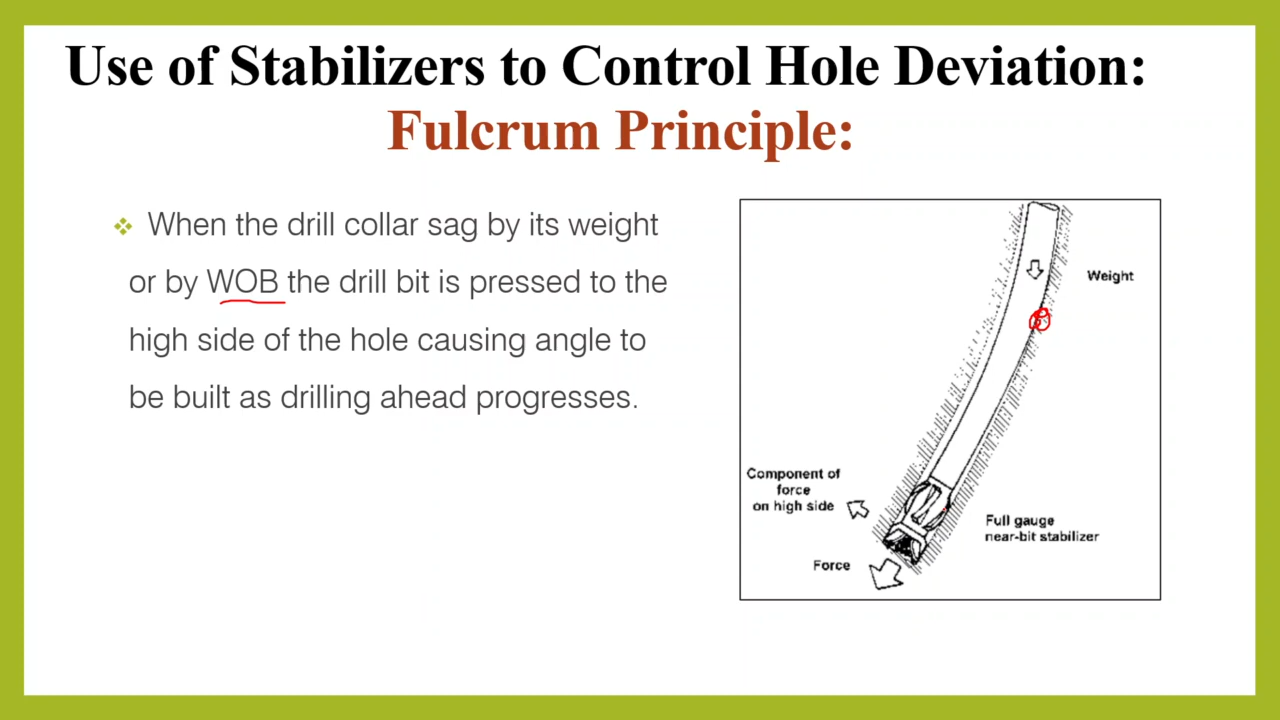 Use of Stabilizers to Control Hole Deviation:
Fulcrum Principle:
When the drill collar sag by its weight
or by WOB the drill bit is pressed to the
high side of the hole causing angle to
be built as drilling ahead progresses.
Weight
Component of
force
on high side
Full gauge
near-bit stabilizer
Force